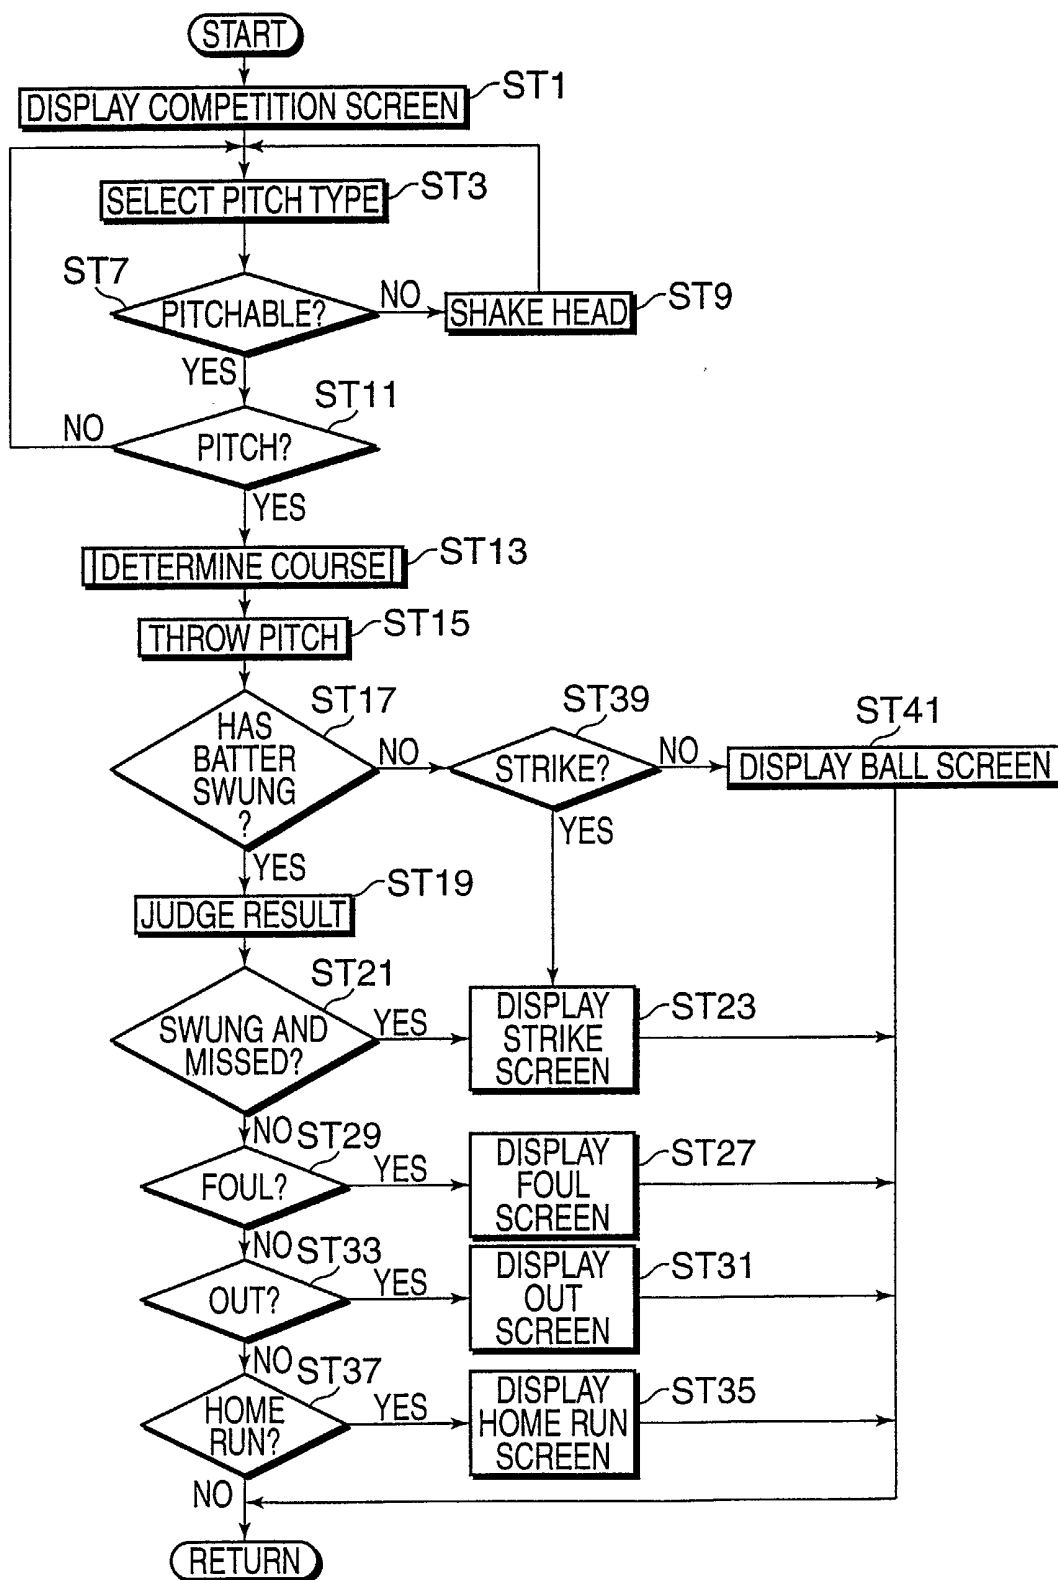 START
DISPLAY COMPETITION SCREEN
ST1
SELECT PITCH TYPE
ST3
ST7
PITCHABLE?
NO
SHAKE HEAD
ST9
YES
ST11
NO
PITCH?
YES
DETERMINE COURSE
ST13
THROW PITCH
ST15
ST17
HAS
BATTER
SWUNG
?
NO
ST39
STRIKE?
NO
ST41
DISPLAY BALL SCREEN
YES
YES
JUDGE RESULT
ST19
ST21
SWUNG AND
MISSED?
YES
DISPLAY
STRIKE
SCREEN
ST23
NO
ST29
FOUL?
YES
DISPLAY
FOUL
SCREEN
ST27
NO
ST33
OUT?
YES
DISPLAY
OUT
SCREEN
ST31
NO
ST37
HOME
RUN?
YES
DISPLAY
HOME RUN
SCREEN
ST35
NO
RETURN